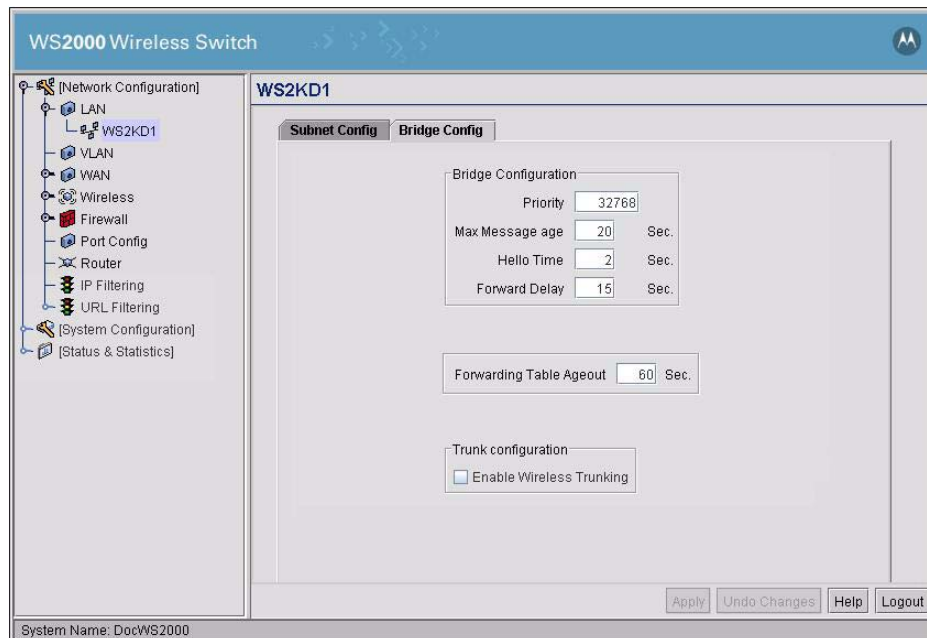 WS2000 Wireless Switch
[Network Configuration]
LAN
WS2KD1
VLAN
WAN
Wireless
Firewall
Port Config
Router
IP Filtering
URL Filtering
[System Configuration]
[Status & Statistics]
WS2KD1
Subnet Config Bridge Config
Bridge Configuration
Priority 32768
Max Message age 20 Sec.
Hello Time 2 Sec.
Forward Delay 15 Sec.
Forwarding Table Ageout 60 Sec.
Trunk configuration
Enable Wireless Trunking
Apply Undo Changes Help Logout
System Name: DocWS2000